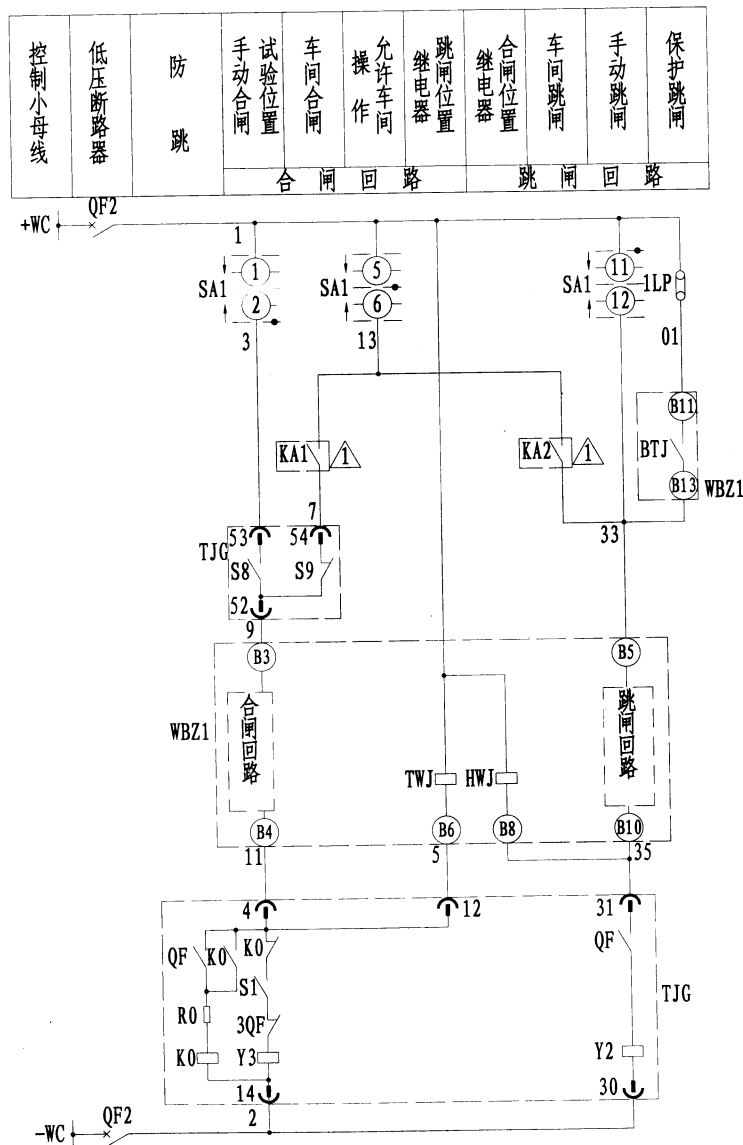 控制小母线
低压断路器
防跳
试验位置
手动合闸
车间合闸
允许车间
操作
跳闸位置
继电器
合闸位置
继电器
车间跳闸
手动跳闸
保护跳闸
合闸回路
跳闸回路
+WC
QF2
1
SA1
1
2
3
SA1
5
6
13
SA1
11
12
1LP
01
KA1
1
KA2
1
B11
BTJ
B13
WBZ1
7
33
53
54
TJG
S8
S9
52
9
B3
B5
WBZ1
合闸回路
跳闸回路
TWJ
HWJ
B4
B6
B8
B10
11
5
35
4
12
31
QF
K0
K0
S1
QF
TJG
R0
3QF
K0
Y3
Y2
14
30
2
-WC
QF2